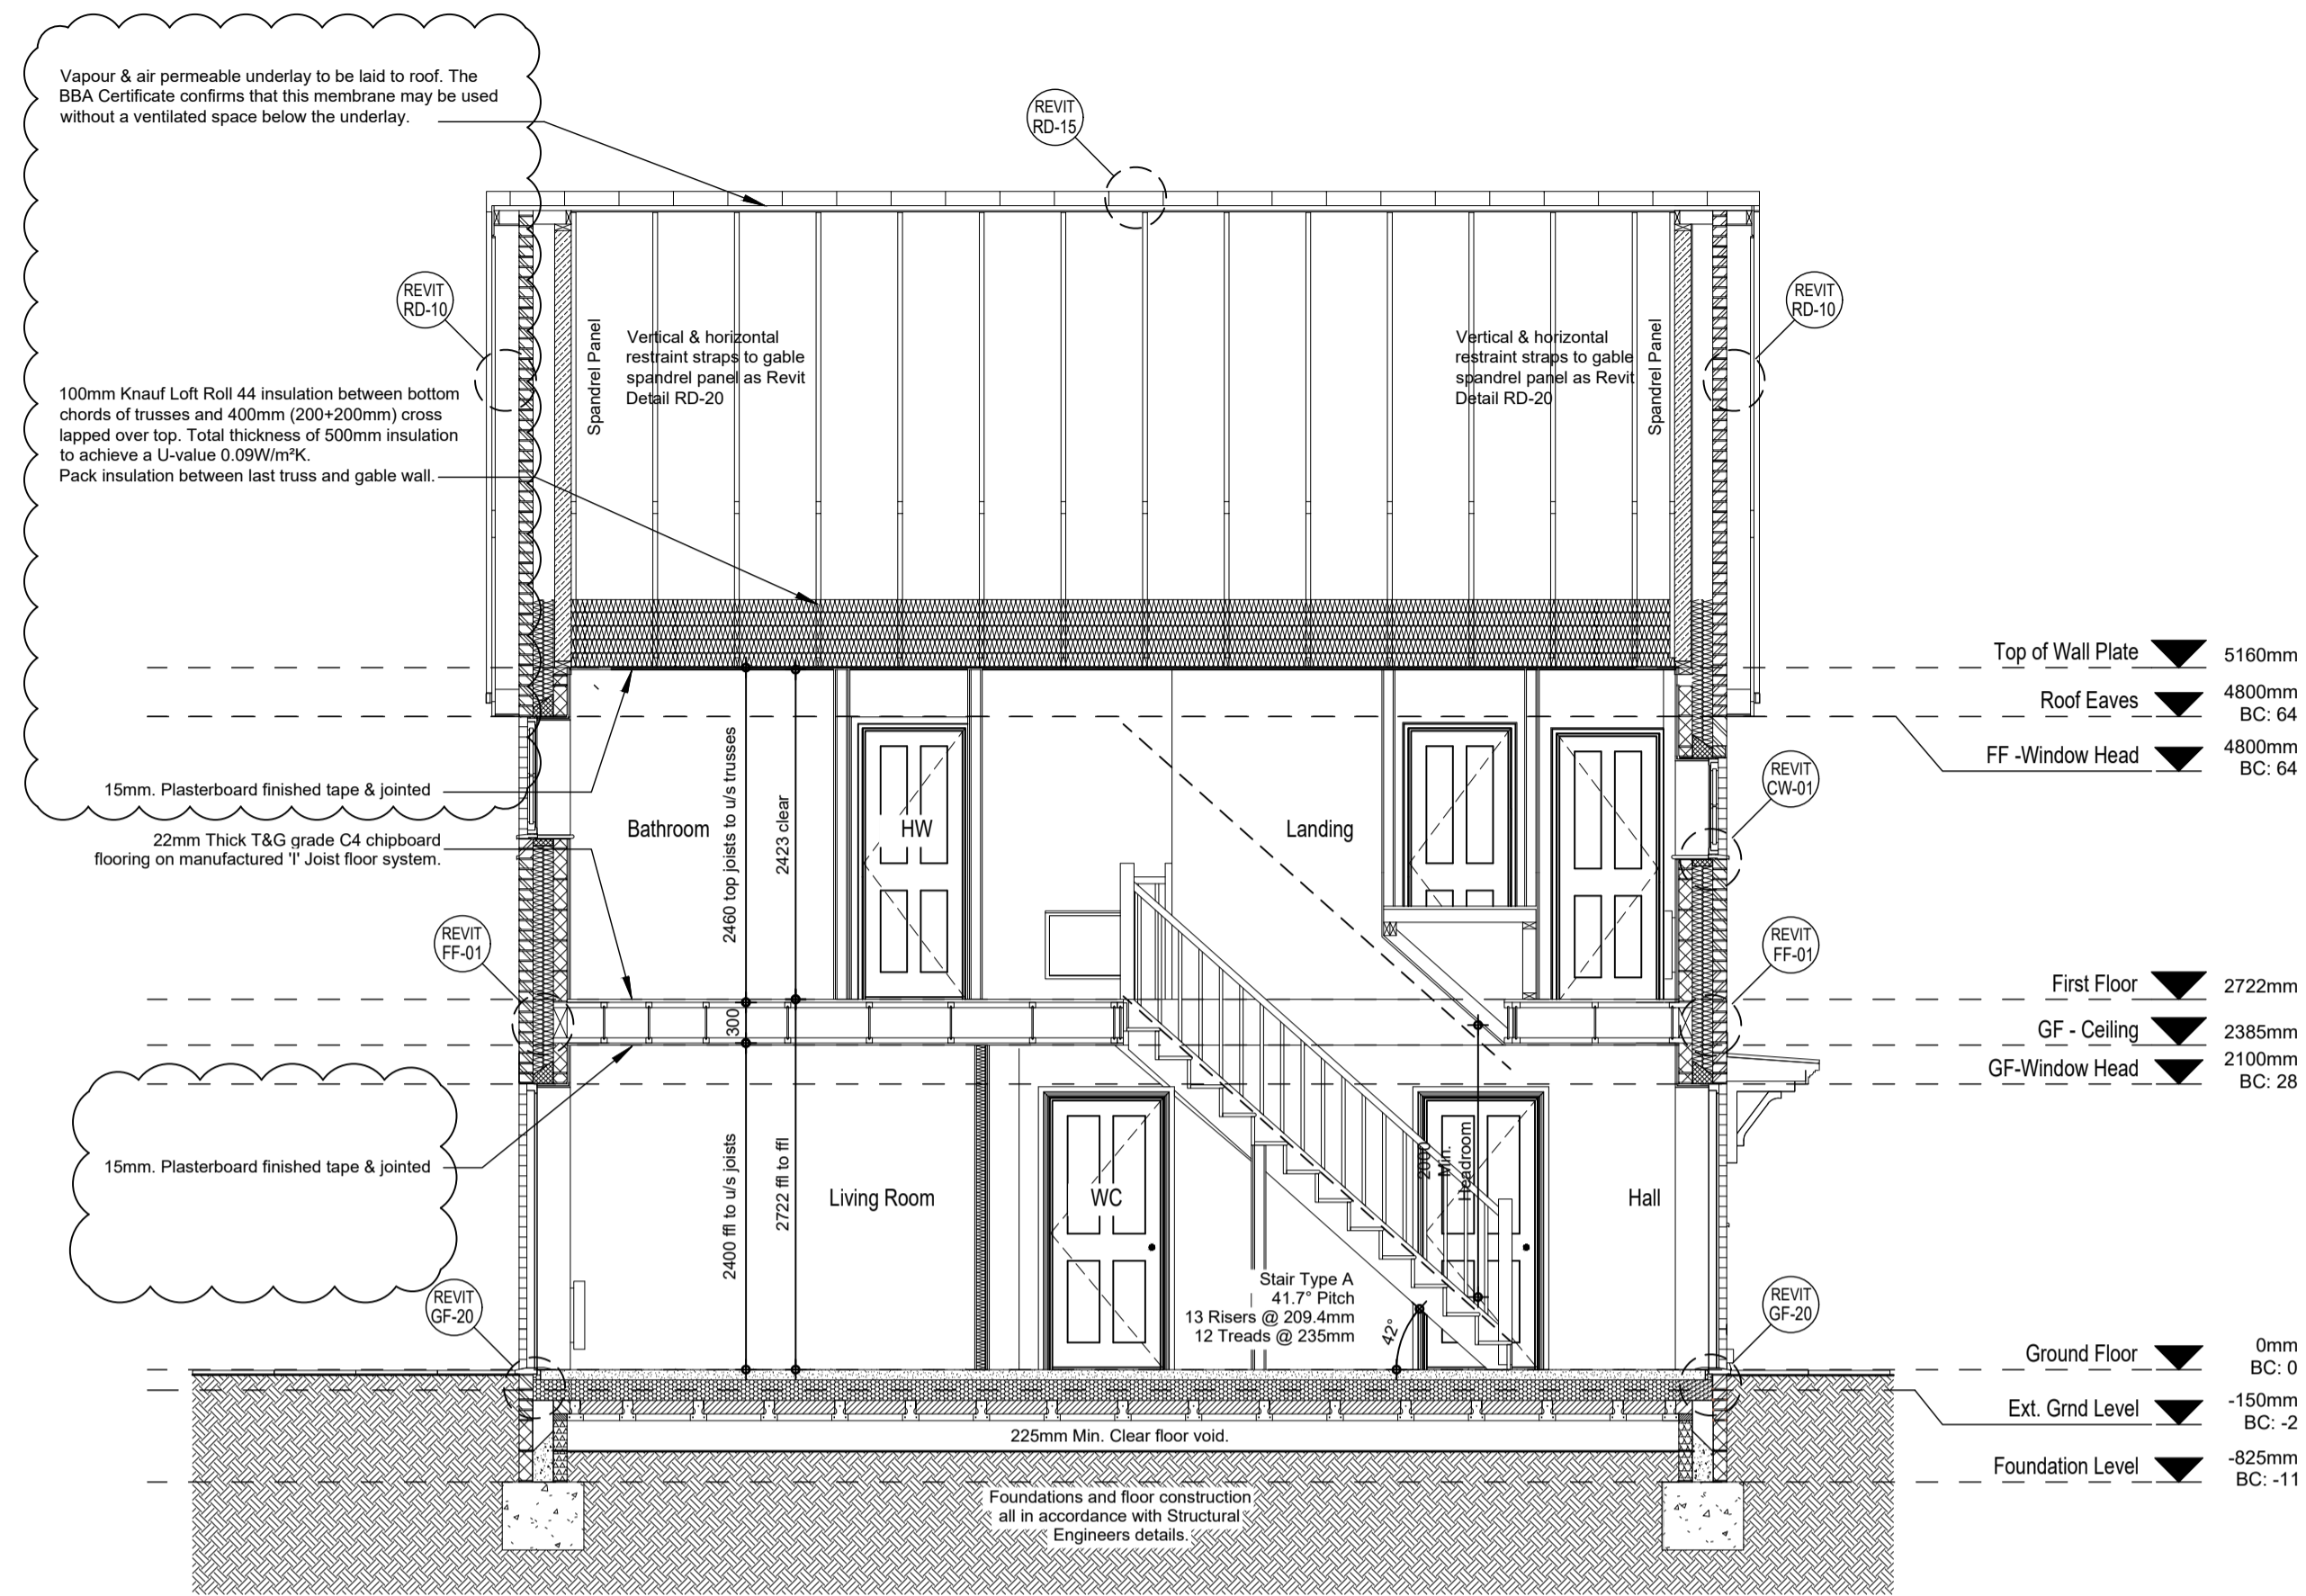 Vapour & air permeable underlay to be laid to roof. The
BBA Certificate confirms that this membrane may be used
without a ventilated space below the underlay.
REVIT
RD-15
REVIT
RD-10
REVIT
RD-10
Spandrel Panel
Vertical & horizontal
restraint straps to gable
spandrel panel as Revit
Detail RD-20
Vertical & horizontal
restraint straps to gable
spandrel panel as Revit
Detail RD-20
Spandrel Panel
100mm Knauf Loft Roll 44 insulation between bottom
chords of trusses and 400mm (200+200mm) cross
lapped over top. Total thickness of 500mm insulation
to achieve a U-value 0.09W/m²K.
Pack insulation between last truss and gable wall.
Top of Wall Plate
5160mm
Roof Eaves
4800mm
BC: 64
FF -Window Head
4800mm
BC: 64
REVIT
CW-01
15mm. Plasterboard finished tape & jointed
22mm Thick T&G grade C4 chipboard
flooring on manufactured 'I' Joist floor system.
2460 top joists to u/s trusses
2423 clear
Bathroom
HW
Landing
REVIT
FF-01
REVIT
FF-01
First Floor
2722mm
300
GF - Ceiling
2385mm
GF-Window Head
2100mm
BC: 28
15mm. Plasterboard finished tape & jointed
2400 ffl to u/s joists
2722 ffl to ffl
Living Room
WC
2000
Min.
Headroom
Hall
Stair Type A
41.7° Pitch
13 Risers @ 209.4mm
12 Treads @ 235mm
42°
REVIT
GF-20
REVIT
GF-20
Ground Floor
0mm
BC: 0
Ext. Grnd Level
-150mm
BC: -2
225mm Min. Clear floor void.
Foundation Level
-825mm
BC: -11
Foundations and floor construction
all in accordance with Structural
Engineers details.